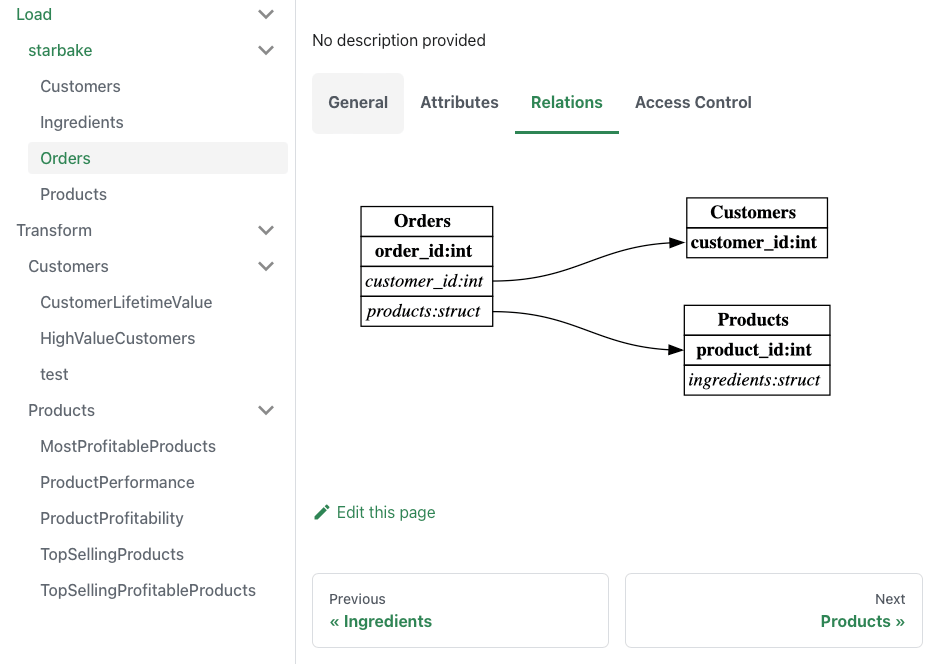 Load
starbake
Customers
Ingredients
Orders
Products
Transform
Customers
CustomerLifetimeValue
HighValueCustomers
test
Products
MostProfitableProducts
ProductPerformance
ProductProfitability
TopSellingProducts
TopSellingProfitableProducts
No description provided
General Attributes Relations Access Control
Orders
order_id:int
customer_id:int
products:struct
Customers
customer_id:int
Products
product_id:int
ingredients:struct
Edit this page
Previous
« Ingredients
Next
Products »